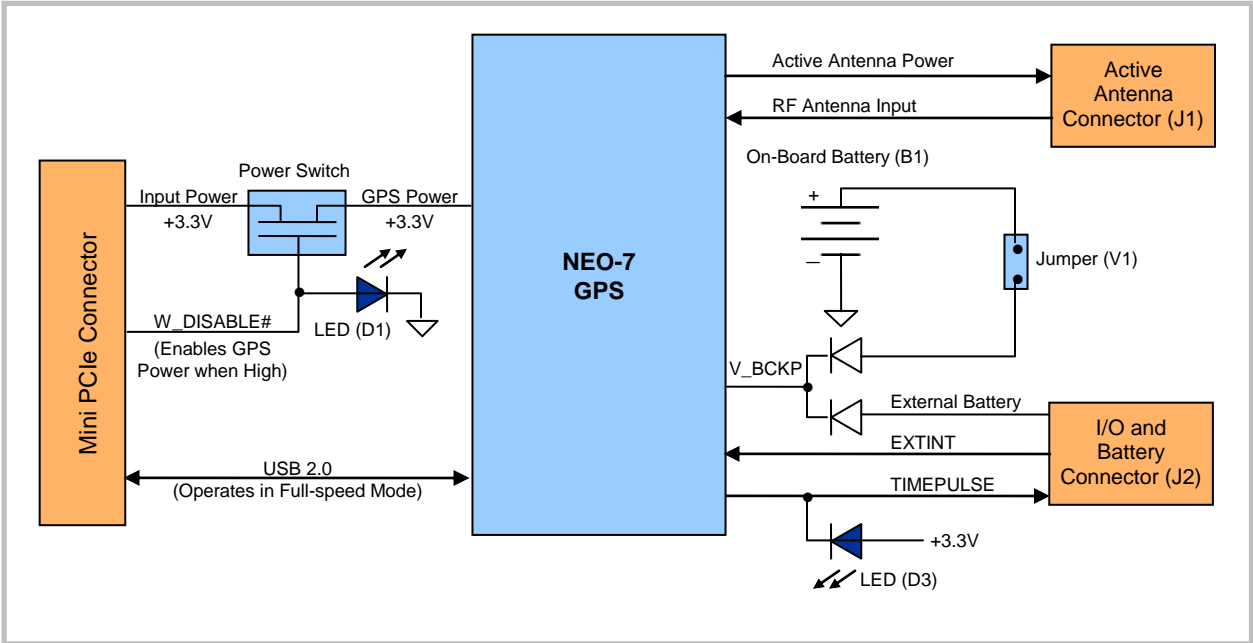 Active Antenna Power
RF Antenna Input
Active
Antenna
Connector (J1)
On-Board Battery (B1)
+
_
Jumper (V1)
Power Switch
Input Power
+3.3V
GPS Power
+3.3V
Mini PCIe Connector
NEO-7
GPS
LED (D1)
W_DISABLE#
(Enables GPS
Power when High)
V_BCKP
External Battery
EXTINT
TIMEPULSE
I/O and
Battery
Connector (J2)
USB 2.0
(Operates in Full-speed Mode)
+3.3V
LED (D3)